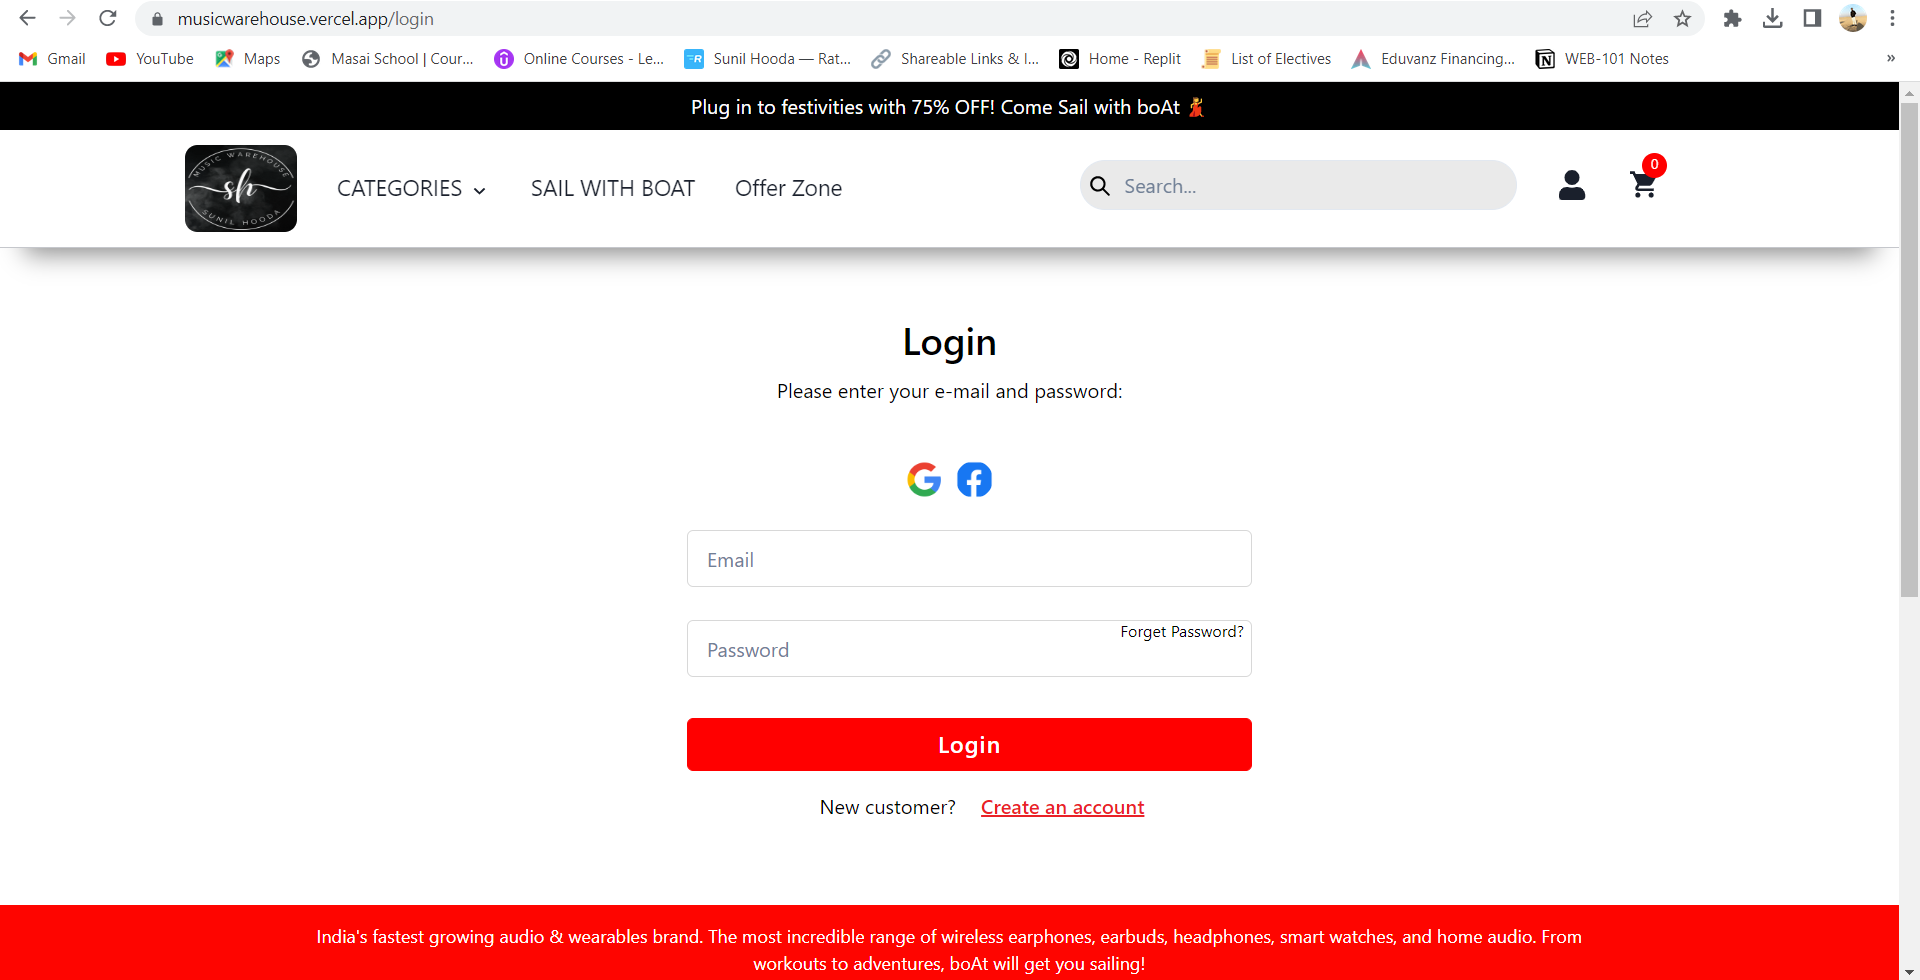 musicwarehouse.vercel.app/login
Gmail YouTube Maps Masai School | Cour... Online Courses - Le... Sunil Hooda — Rat... Shareable Links & I... Home - Replit List of Electives Eduvanz Financing... WEB-101 Notes »
Plug in to festivities with 75% OFF! Come Sail with boAt 💃
MUSIC WAREHOUSE
sh
SUNIL HOODA
CATEGORIES SAIL WITH BOAT Offer Zone Search... 0
Login
Please enter your e-mail and password:
Email
Forget Password?
Password
Login
New customer? Create an account
India's fastest growing audio & wearables brand. The most incredible range of wireless earphones, earbuds, headphones, smart watches, and home audio. From
workouts to adventures, boAt will get you sailing!